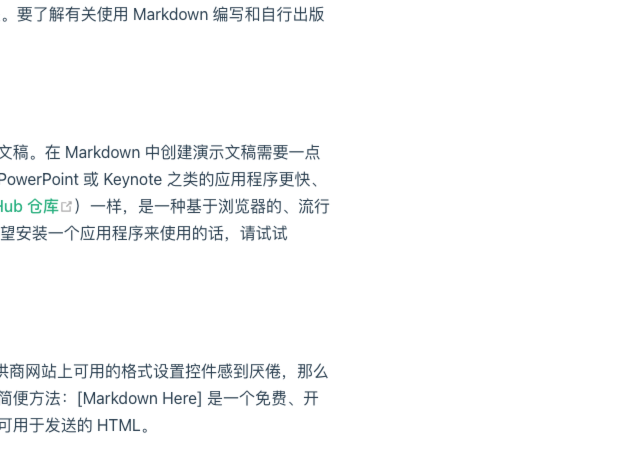 。要了解有关使用 Markdown 编写和自行出版
文稿。在 Markdown 中创建演示文稿需要一点
PowerPoint 或 Keynote 之类的应用程序更快、
Hub 仓库）一样，是一种基于浏览器的、流行
望安装一个应用程序来使用的话，请试试
供商网站上可用的格式设置控件感到厌倦，那么
简便方法：[Markdown Here] 是一个免费、开
可用于发送的 HTML。